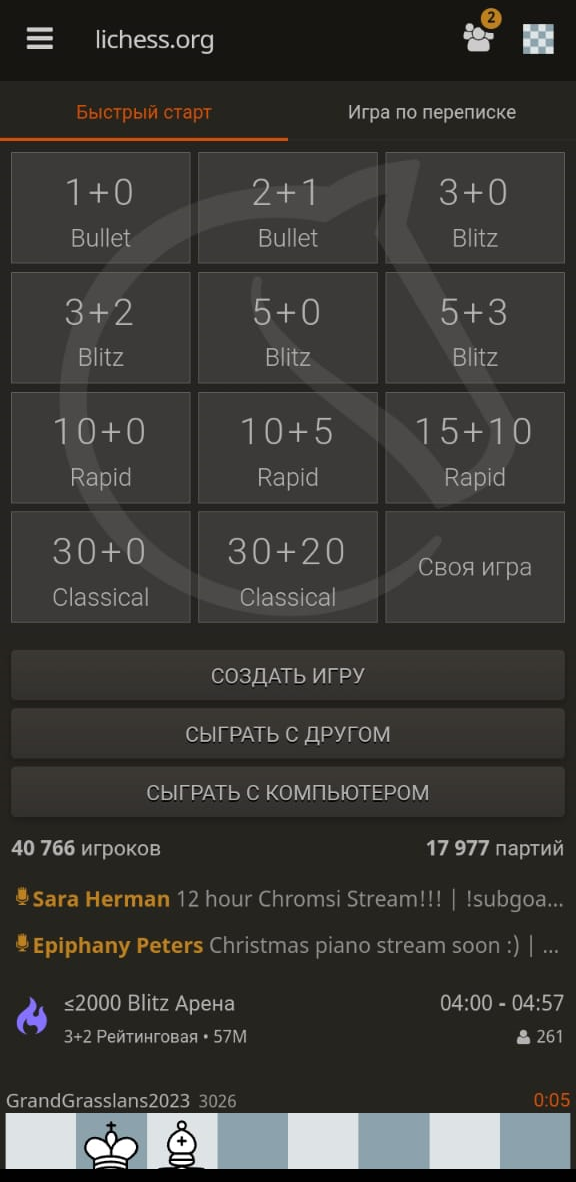 lichess.org
2
Быстрый старт
Игра по переписке
1+0
2+1
3+0
Bullet
Bullet
Blitz
3+2
5+0
5+3
Blitz
Blitz
Blitz
10+0
10+5
15+10
Rapid
Rapid
Rapid
30+0
30+20
Своя игра
Classical
Classical
СОЗДАТЬ ИГРУ
СЫГРАТЬ С ДРУГОМ
СЫГРАТЬ С КОМПЬЮТЕРОМ
40 766 игроков
17 977 партий
Sara Herman 12 hour Chromsi Stream!!! | !subgoa...
Epiphany Peters Christmas piano stream soon :) | ...
≤2000 Blitz Арена
04:00 - 04:57
3+2 Рейтинговая • 57М
261
GrandGrasslans2023 3026
0:05